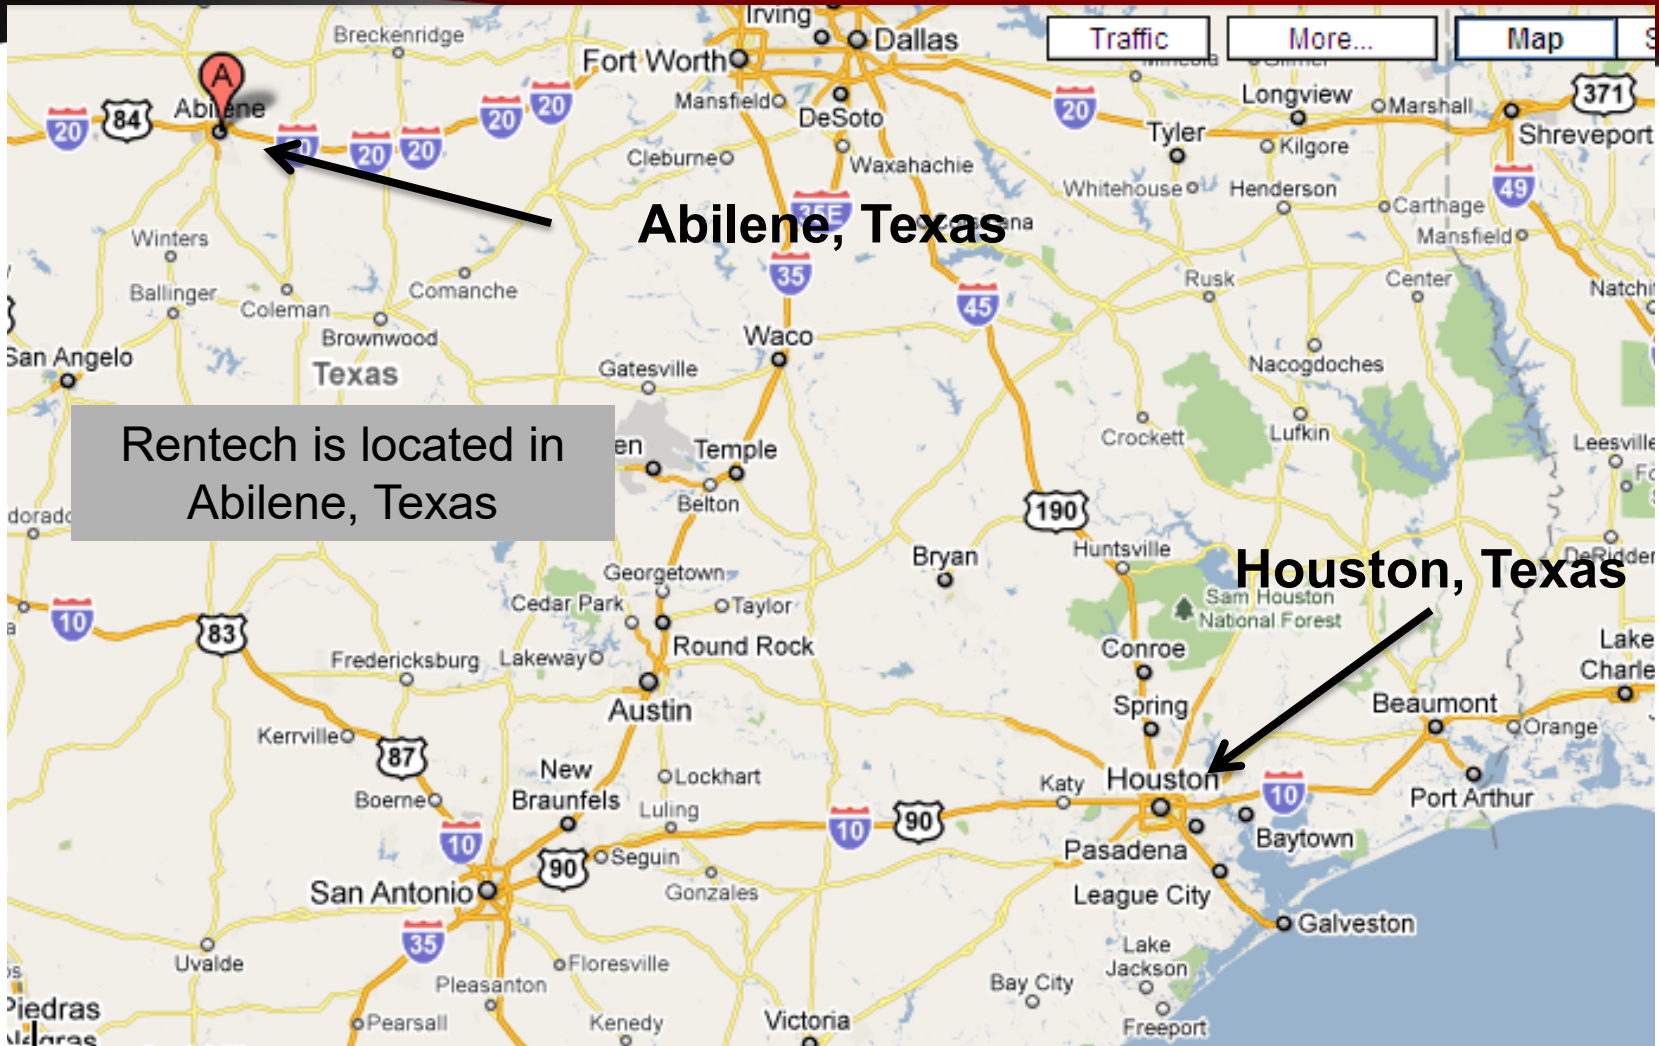 Irving
Breckenridge
Dallas
Traffic
More...
Map
Fort Worth
A
Abilene
20
84
20
20
20
20
Mansfield
DeSoto
20
Longview
Marshall
371
Tyler
Shreveport
Kilgore
Cleburne
Waxahachie
Whitehouse
Henderson
49
35E
Carthage
Abilene, Texas
Mansfield
Winters
35
Rusk
Center
Ballinger
Coleman
Comanche
45
Brownwood
Waco
San Angelo
Texas
Gatesville
Nacogdoches
Rentech is located in
Abilene, Texas
Temple
Crockett
Lufkin
Leesville
Belton
190
Bryan
Huntsville
Houston, Texas
DeRidder
Georgetown
Cedar Park
Taylor
Sam Houston
National Forest
10
83
Round Rock
Conroe
Lake
Fredericksburg
Lakeway
Spring
Beaumont
Austin
Orange
Kerrville
87
New
Braunfels
Lockhart
Katy
Houston
10
Port Arthur
Boerne
Luling
10
90
Baytown
10
90
Seguin
Pasadena
San Antonio
Gonzales
League City
Galveston
35
Uvalde
Floresville
Lake
Jackson
Pleasanton
Bay City
Piedras
Pearsall
Kenedy
Victoria
Freeport